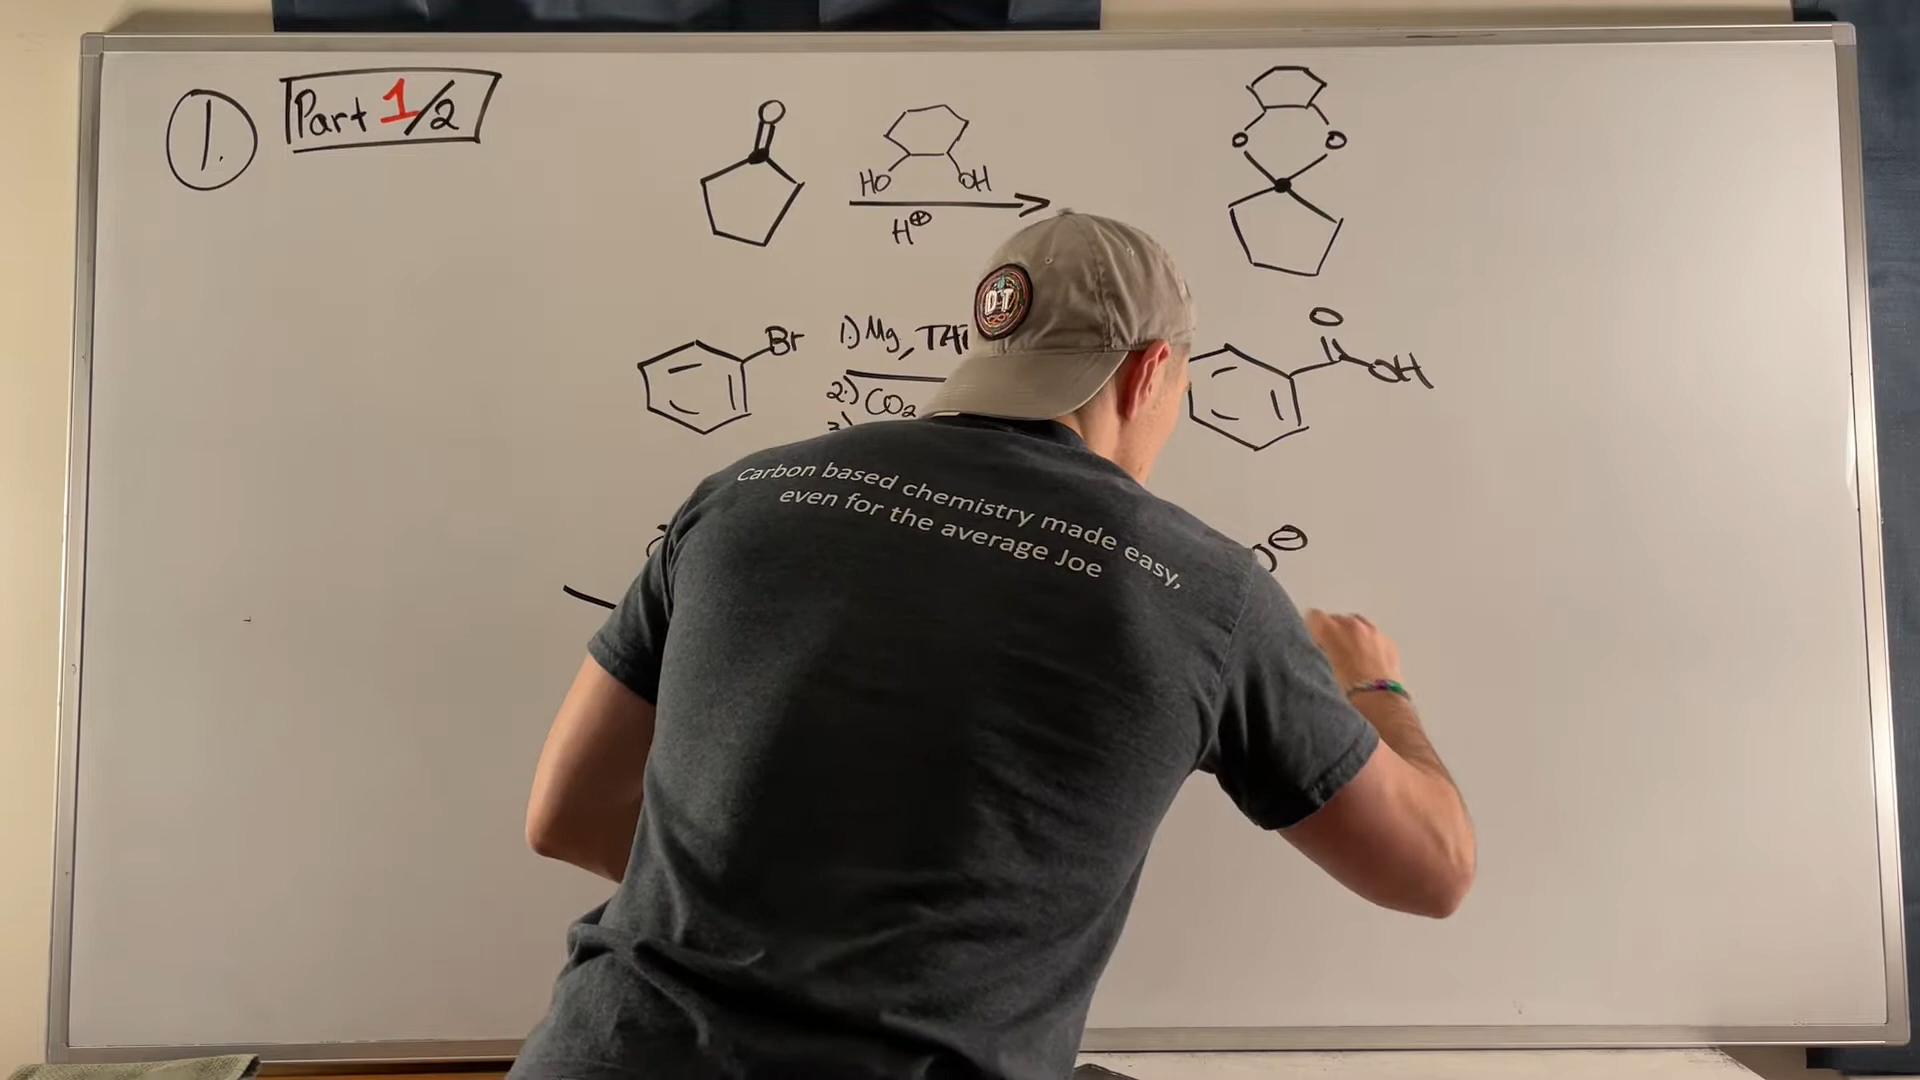 1.
Part 1/2
O
HO OH
H⊕
O O
Br
1.) Mg, THF
2.) CO2
O
OH
D T
Carbon based chemistry made easy,
even for the average Joe
⊖